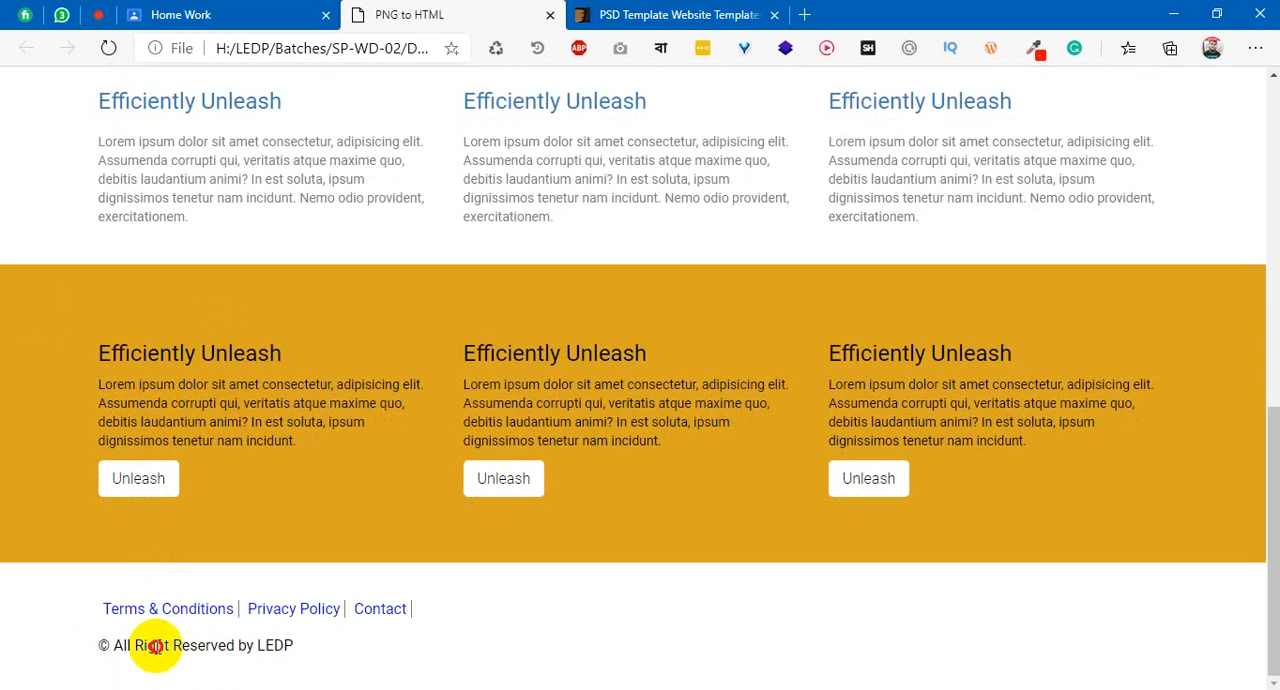 Home Work
PNG to HTML
PSD Template Website Template
File H:/LEDP/Batches/SP-WD-02/D...
ABP বা SH IQ
Efficiently Unleash Efficiently Unleash Efficiently Unleash
Lorem ipsum dolor sit amet consectetur, adipisicing elit.
Assumenda corrupti qui, veritatis atque maxime quo,
debitis laudantium animi? In est soluta, ipsum
dignissimos tenetur nam incidunt. Nemo odio provident,
exercitationem.
Lorem ipsum dolor sit amet consectetur, adipisicing elit.
Assumenda corrupti qui, veritatis atque maxime quo,
debitis laudantium animi? In est soluta, ipsum
dignissimos tenetur nam incidunt. Nemo odio provident,
exercitationem.
Lorem ipsum dolor sit amet consectetur, adipisicing elit.
Assumenda corrupti qui, veritatis atque maxime quo,
debitis laudantium animi? In est soluta, ipsum
dignissimos tenetur nam incidunt. Nemo odio provident,
exercitationem.
Efficiently Unleash
Lorem ipsum dolor sit amet consectetur, adipisicing elit.
Assumenda corrupti qui, veritatis atque maxime quo,
debitis laudantium animi? In est soluta, ipsum
dignissimos tenetur nam incidunt.
Unleash
Efficiently Unleash
Lorem ipsum dolor sit amet consectetur, adipisicing elit.
Assumenda corrupti qui, veritatis atque maxime quo,
debitis laudantium animi? In est soluta, ipsum
dignissimos tenetur nam incidunt.
Unleash
Efficiently Unleash
Lorem ipsum dolor sit amet consectetur, adipisicing elit.
Assumenda corrupti qui, veritatis atque maxime quo,
debitis laudantium animi? In est soluta, ipsum
dignissimos tenetur nam incidunt.
Unleash
Terms & Conditions | Privacy Policy | Contact |
© All Right Reserved by LEDP